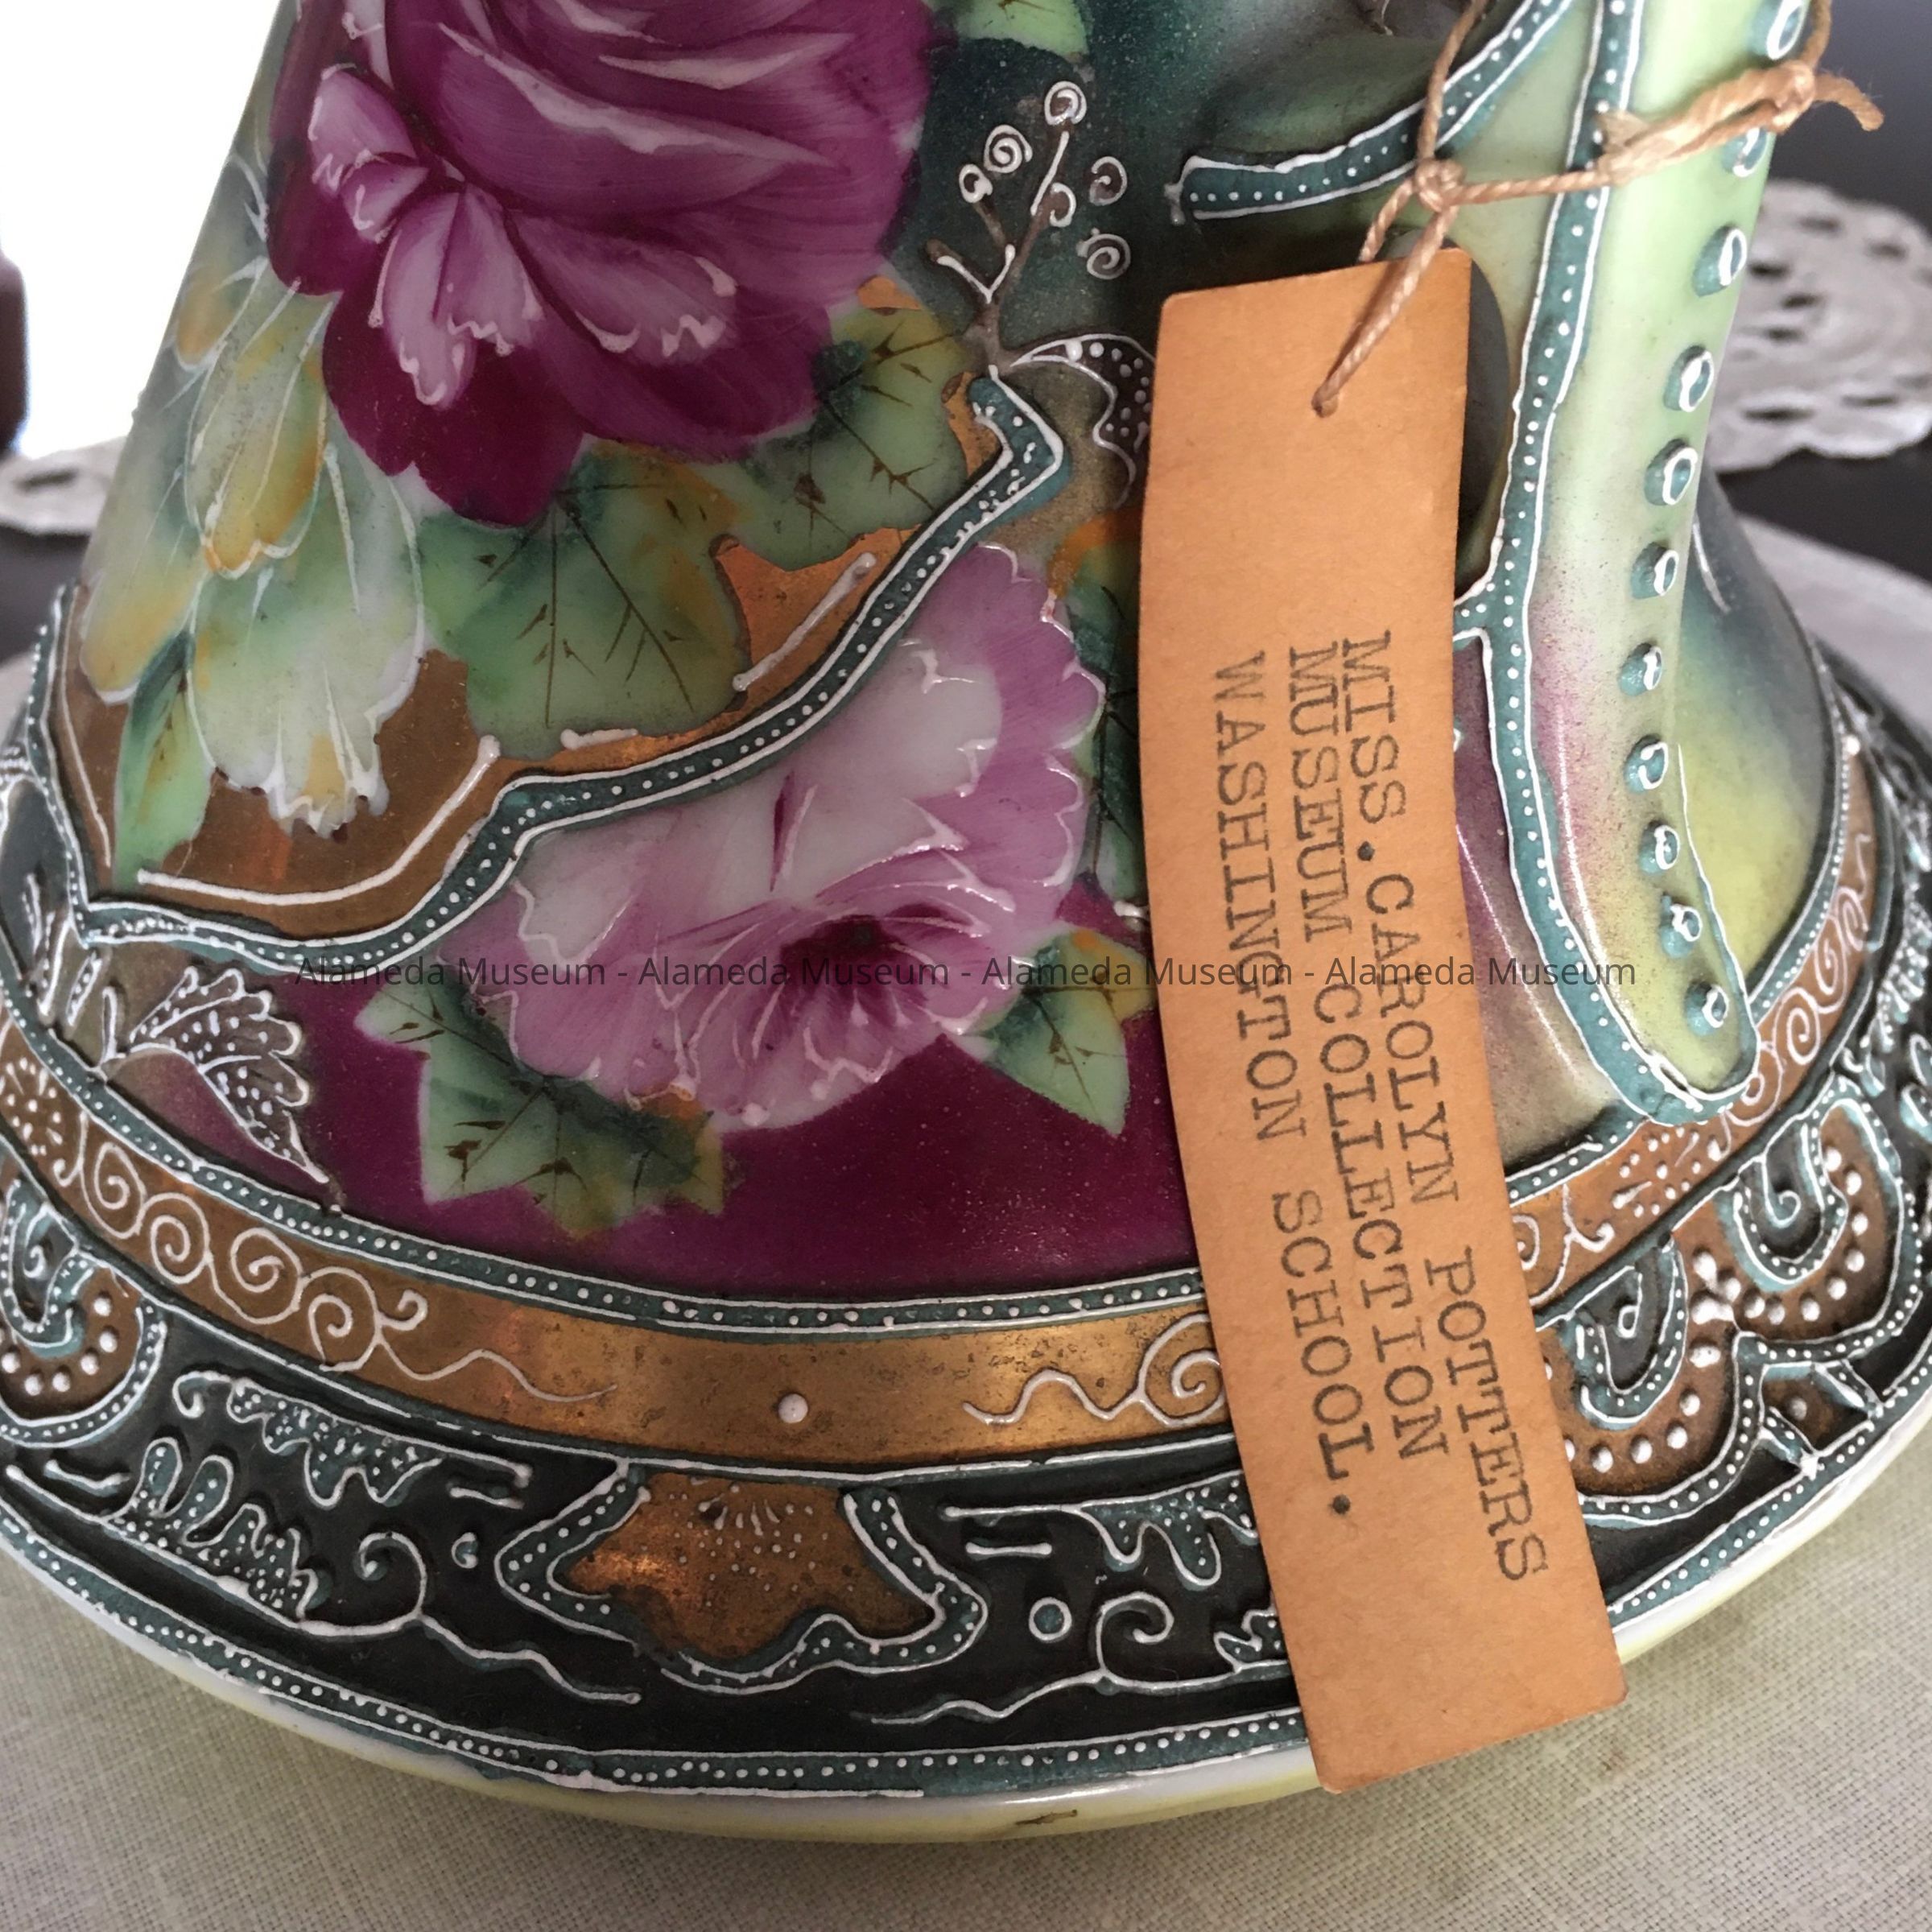 MISS.CAROLYN POTTERS
MUSEUM COLLECTION
WASHINGTON SCHOOL.
Alameda Museum - Alameda Museum - Alameda Museum - Alameda Museum